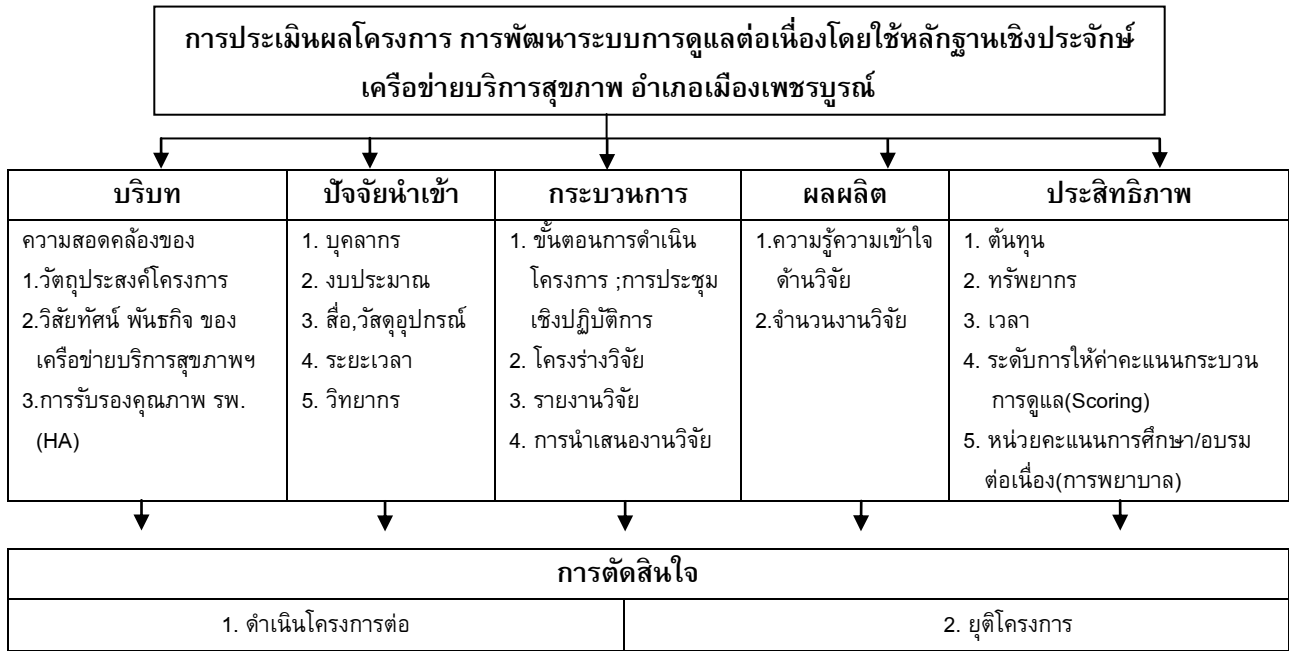 การประเมินผลโครงการ การพัฒนาระบบการดูแลต่อเนื่องโดยใช้หลักฐานเชิงประจักษ์
เครือข่ายบริการสุขภาพ อำเภอเมืองเพชรบูรณ์
บริบท
ความสอดคล้องของ
1.วัตถุประสงค์โครงการ
2.วิสัยทัศน์ พันธกิจ ของ
เครือข่ายบริการสุขภาพฯ
3.การรับรองคุณภาพ รพ.
(HA)
ปัจจัยนำเข้า
1. บุคลากร
2. งบประมาณ
3. สื่อ,วัสดุอุปกรณ์
4. ระยะเวลา
5. วิทยากร
กระบวนการ
1. ขั้นตอนการดำเนิน
โครงการ ;การประชุม
เชิงปฏิบัติการ
2. โครงร่างวิจัย
3. รายงานวิจัย
4. การนำเสนองานวิจัย
ผลผลิต
1.ความรู้ความเข้าใจ
ด้านวิจัย
2.จำนวนงานวิจัย
ประสิทธิภาพ
1. ต้นทุน
2. ทรัพยากร
3. เวลา
4. ระดับการให้ค่าคะแนนกระบวน
การดูแล(Scoring)
5. หน่วยคะแนนการศึกษา/อบรม
ต่อเนื่อง(การพยาบาล)
การตัดสินใจ
1. ดำเนินโครงการต่อ
2. ยุติโครงการ